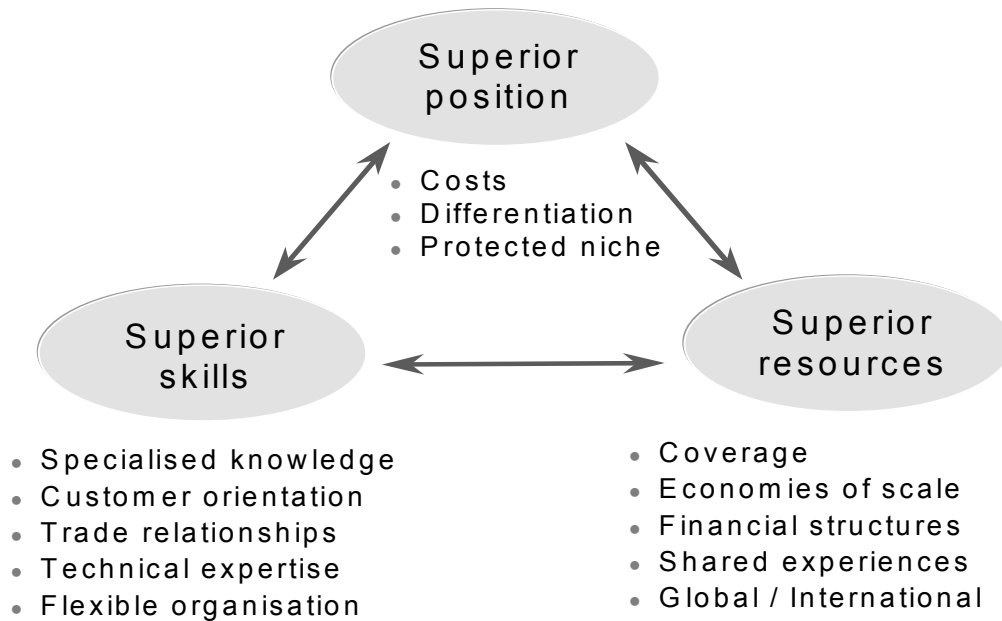 Superior
position
• Costs
• Differentiation
• Protected niche
Superior
skills
Superior
resources
• Specialised knowledge
• Customer orientation
• Trade relationships
• Technical expertise
• Flexible organisation
• Coverage
• Economies of scale
• Financial structures
• Shared experiences
• Global / International